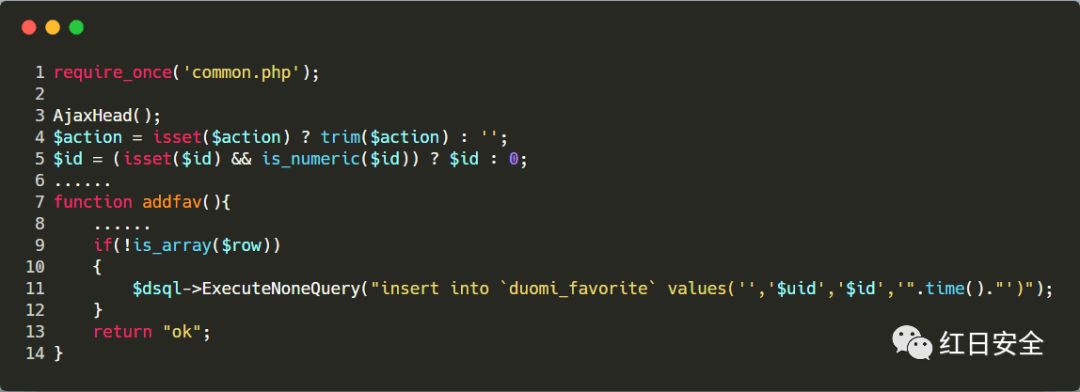 1 require_once('common.php');
2
3 AjaxHead();
4 $action = isset($action) ? trim($action) : '';
5 $id = (isset($id) && is_numeric($id)) ? $id : 0;
6 ......
7 function addfav(){
8     ......
9     if(!is_array($row))
10     {
11         $dsql->ExecuteNoneQuery("insert into `duomi_favorite` values('','$uid','$id','".time()."')");
12     }
13     return "ok";
14 }
红日安全